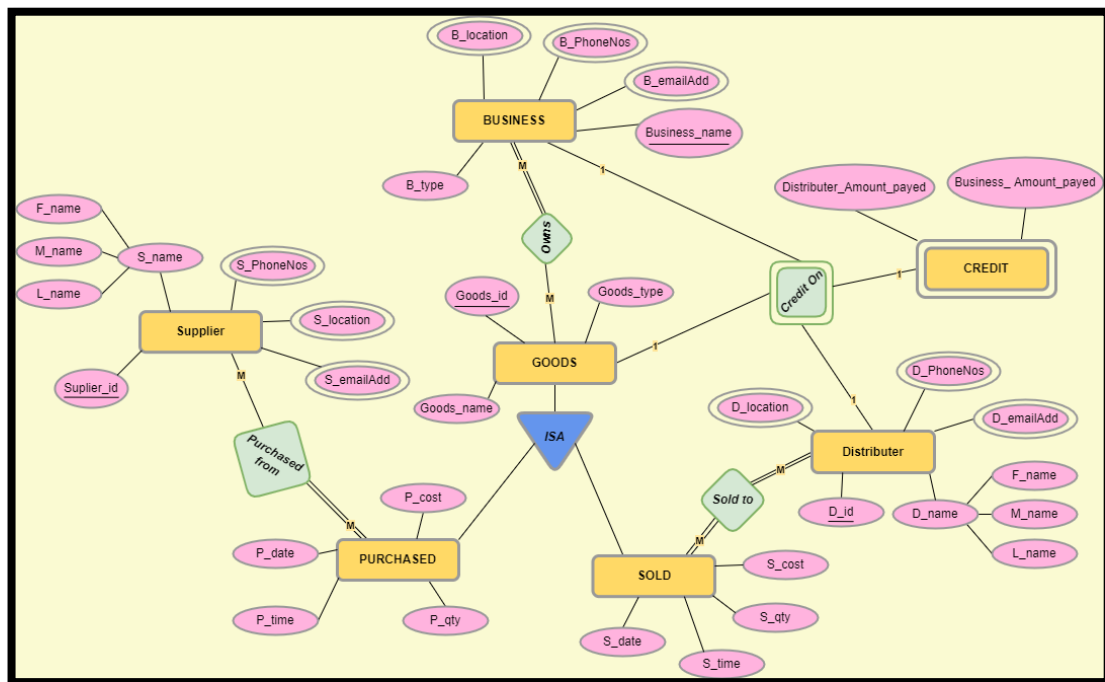 B_location
B_PhoneNos
B_emailAdd
BUSINESS
Business_name
B_type
M
1
Distributer_Amount_payed
Business_ Amount_payed
F_name
M_name
S_name
L_name
S_PhoneNos
Owns
Credit On
1
CREDIT
M
Goods_id
Goods_type
S_location
Supplier
GOODS
1
D_PhoneNos
M
S_emailAdd
Suplier_id
Goods_name
1
D_location
D_emailAdd
ISA
Distributer
Purchased
from
M
Sold to
F_name
P_cost
D_id
D_name
M_name
M
M
L_name
P_date
PURCHASED
S_cost
SOLD
P_time
P_qty
S_qty
S_date
S_time